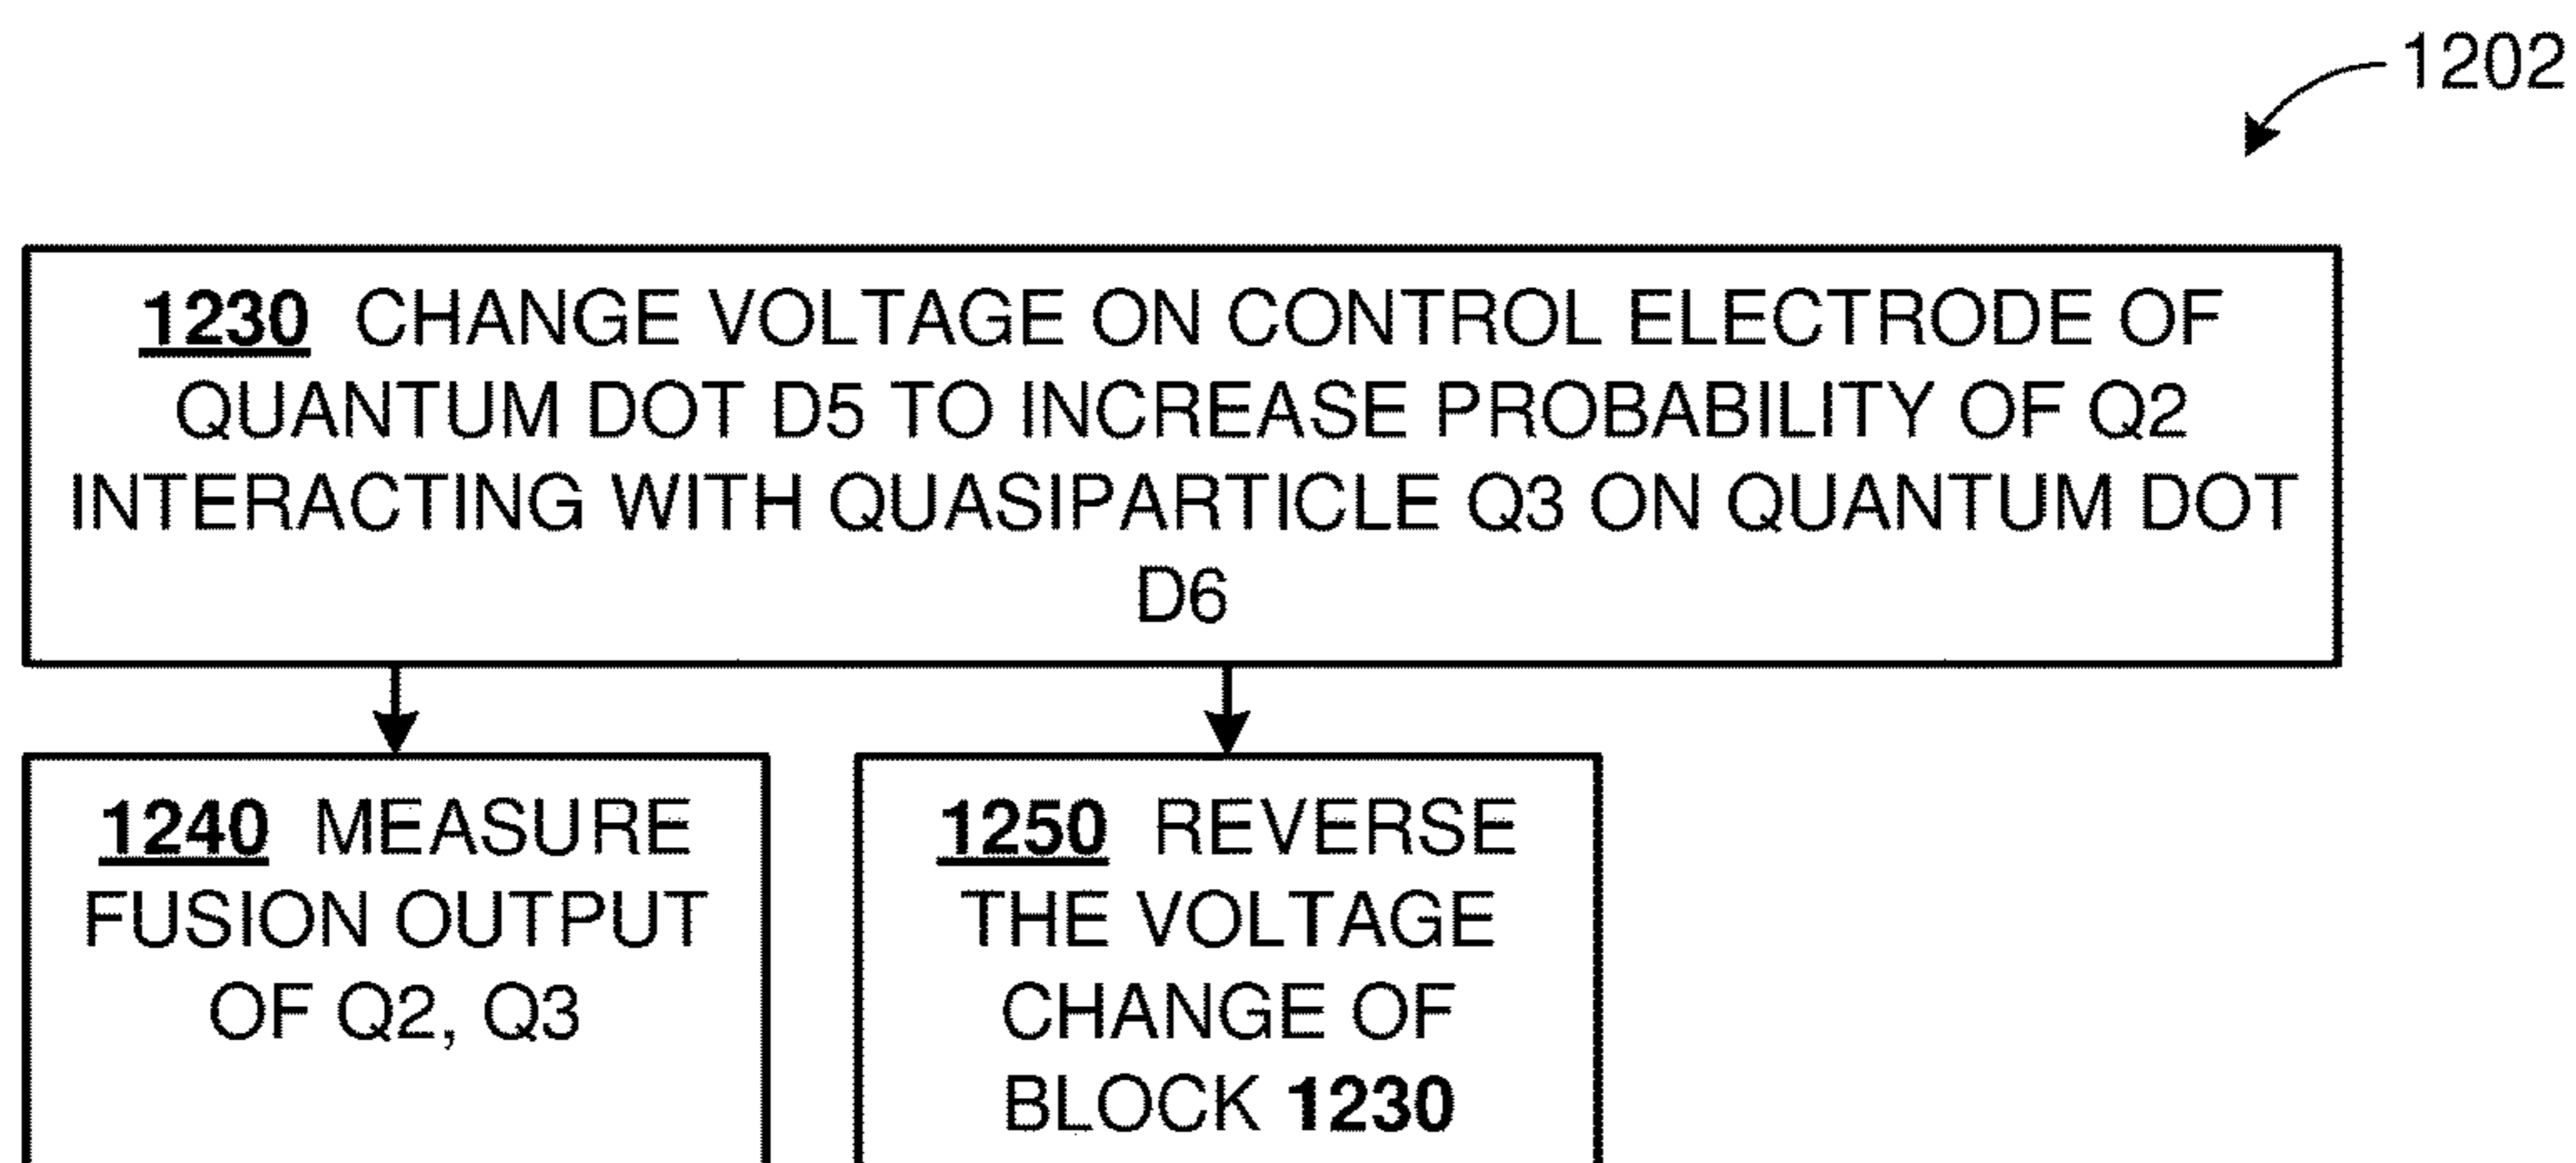 1202
1230 CHANGE VOLTAGE ON CONTROL ELECTRODE OF
QUANTUM DOT D5 TO INCREASE PROBABILITY OF Q2
INTERACTING WITH QUASIPARTICLE Q3 ON QUANTUM DOT
D6
1240 MEASURE
FUSION OUTPUT
OF Q2, Q3
1250 REVERSE
THE VOLTAGE
CHANGE OF
BLOCK 1230